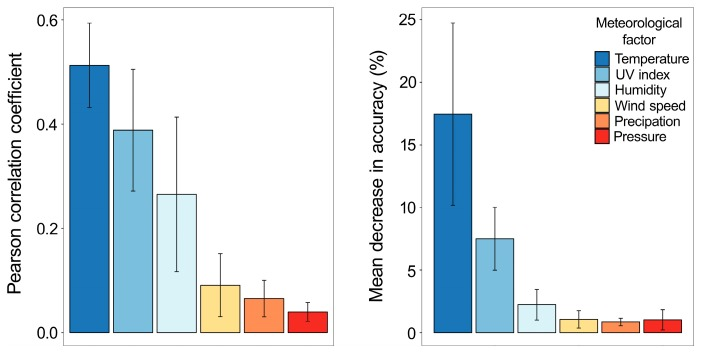 Pearson correlation coefficient
0.6
0.4
0.2
0.0
Mean decrease in accuracy (%)
25
20
15
10
5
0
Meteorological
factor
Temperature
UV index
Humidity
Wind speed
Precipation
Pressure